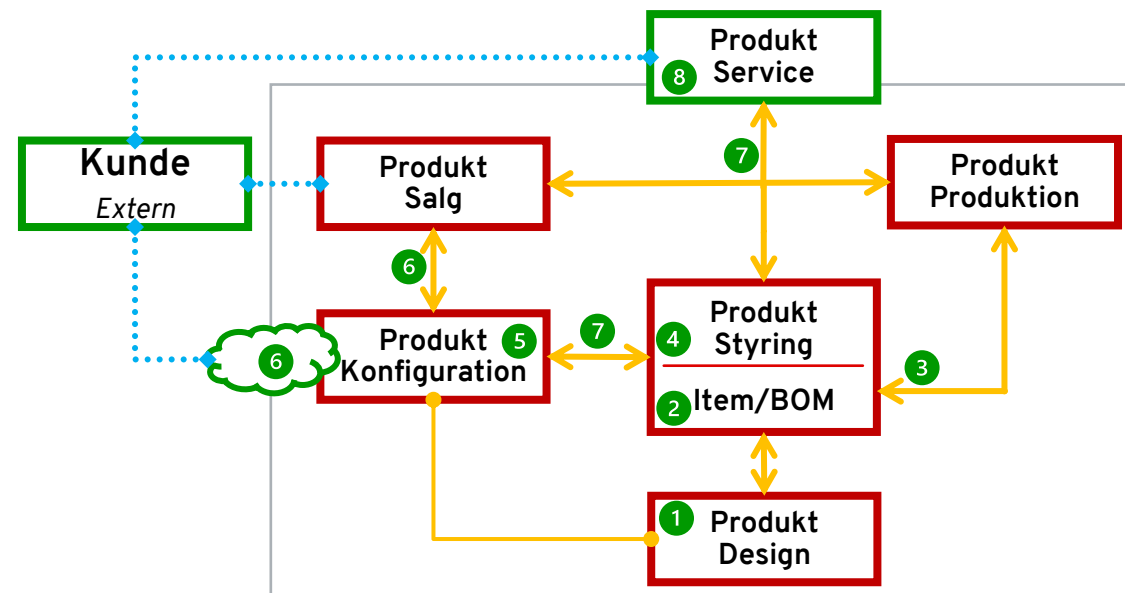 Produkt
Service
8
Kunde
Extern
Produkt
Salg
7
Produkt
Produktion
6
6
Produkt
Konfiguration
5
7
Produkt
Styring
4
3
2
Item/BOM
1
Produkt
Design